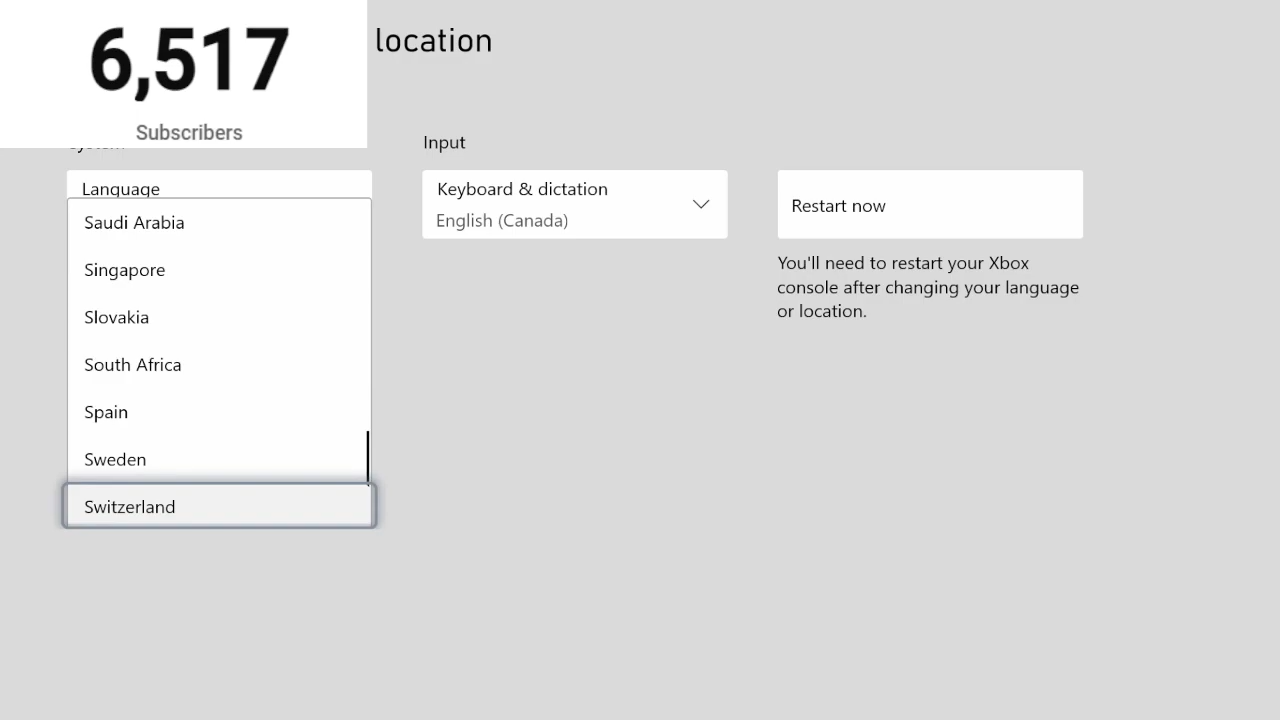 6,517
Subscribers
location
Input
Language
Saudi Arabia
Singapore
Slovakia
South Africa
Spain
Sweden
Switzerland
Keyboard & dictation
English (Canada)
Restart now
You'll need to restart your Xbox
console after changing your language
or location.